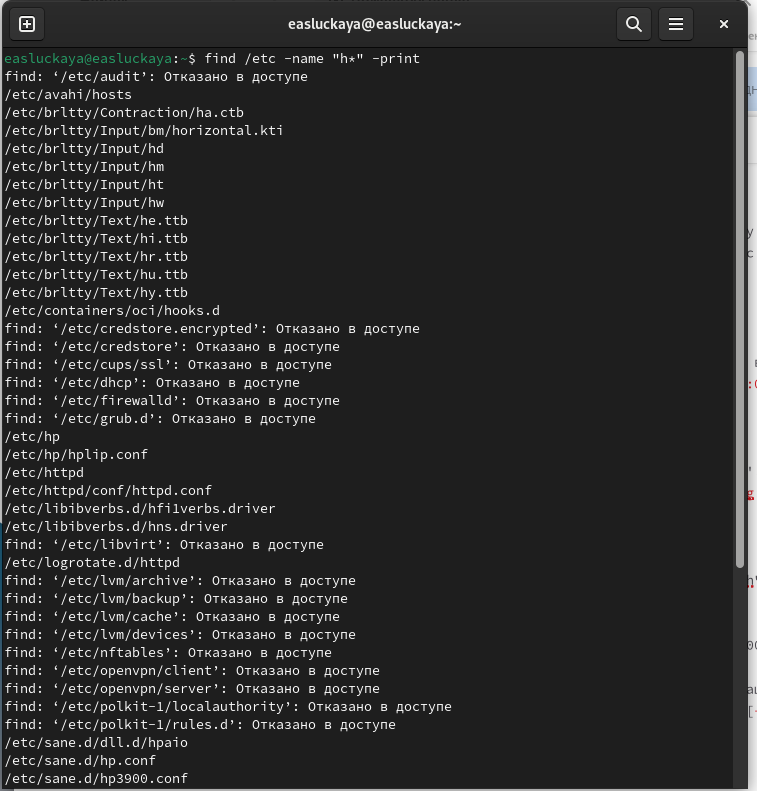 easluckaya@easluckaya:~
easluckaya@easluckaya:~$ find /etc -name "h*" -print
find: ‘/etc/audit’: Отказано в доступе
/etc/avahi/hosts
/etc/brltty/Contraction/ha.ctb
/etc/brltty/Input/bm/horizontal.kti
/etc/brltty/Input/hd
/etc/brltty/Input/hm
/etc/brltty/Input/ht
/etc/brltty/Input/hw
/etc/brltty/Text/he.ttb
/etc/brltty/Text/hi.ttb
/etc/brltty/Text/hr.ttb
/etc/brltty/Text/hu.ttb
/etc/brltty/Text/hy.ttb
/etc/containers/oci/hooks.d
find: ‘/etc/credstore.encrypted’: Отказано в доступе
find: ‘/etc/credstore’: Отказано в доступе
find: ‘/etc/cups/ssl’: Отказано в доступе
find: ‘/etc/dhcp’: Отказано в доступе
find: ‘/etc/firewalld’: Отказано в доступе
find: ‘/etc/grub.d’: Отказано в доступе
/etc/hp
/etc/hp/hplip.conf
/etc/httpd
/etc/httpd/conf/httpd.conf
/etc/libibverbs.d/hfi1verbs.driver
/etc/libibverbs.d/hns.driver
find: ‘/etc/libvirt’: Отказано в доступе
/etc/logrotate.d/httpd
find: ‘/etc/lvm/archive’: Отказано в доступе
find: ‘/etc/lvm/backup’: Отказано в доступе
find: ‘/etc/lvm/cache’: Отказано в доступе
find: ‘/etc/lvm/devices’: Отказано в доступе
find: ‘/etc/nftables’: Отказано в доступе
find: ‘/etc/openvpn/client’: Отказано в доступе
find: ‘/etc/openvpn/server’: Отказано в доступе
find: ‘/etc/polkit-1/localauthority’: Отказано в доступе
find: ‘/etc/polkit-1/rules.d’: Отказано в доступе
/etc/sane.d/dll.d/hpaio
/etc/sane.d/hp.conf
/etc/sane.d/hp3900.conf